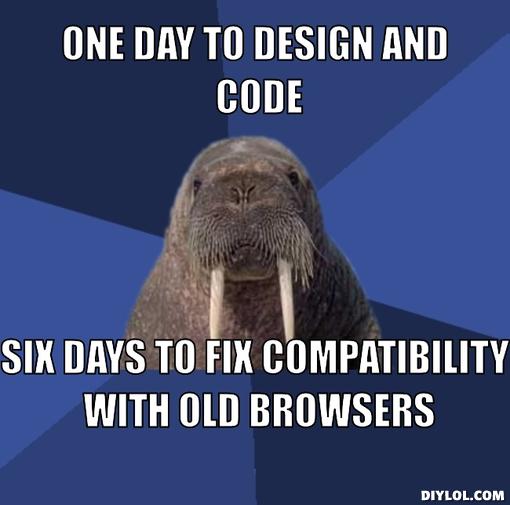 ONE DAY TO DESIGN AND
CODE
SIX DAYS TO FIX COMPATIBILITY
WITH OLD BROWSERS
DIYLOL.COM